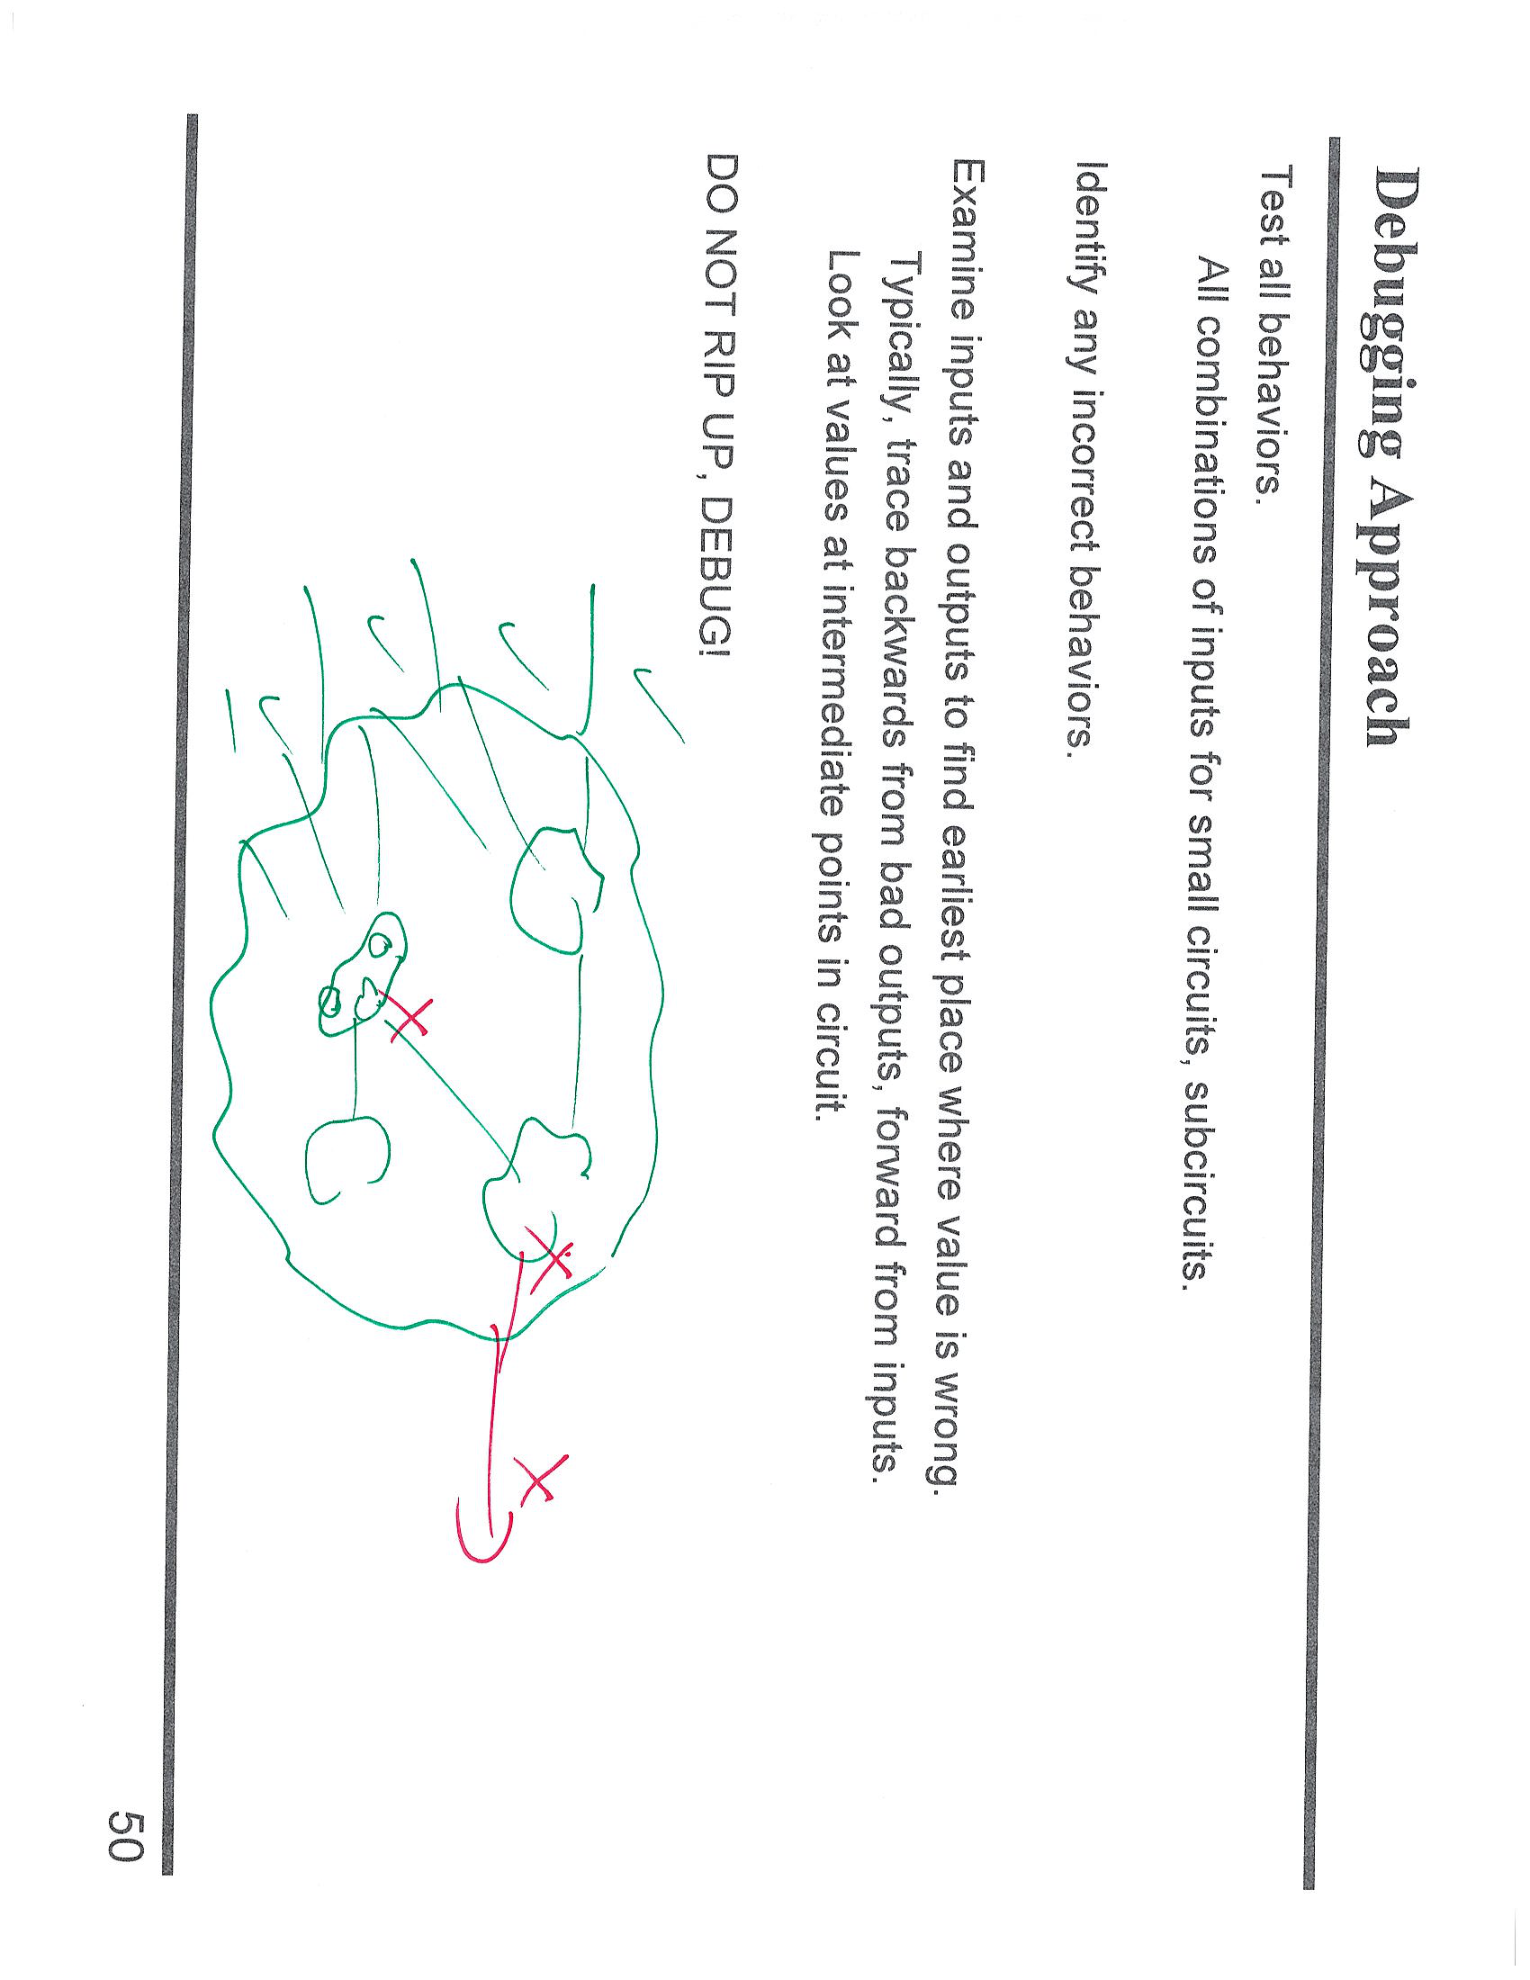 Debugging Approach
Test all behaviors.
All combinations of inputs for small circuits, subcircuits.
Identify any incorrect behaviors.
Examine inputs and outputs to find earliest place where value is wrong.
Typically, trace backwards from bad outputs, forward from inputs.
Look at values at intermediate points in circuit.
DO NOT RIP UP, DEBUG!
50